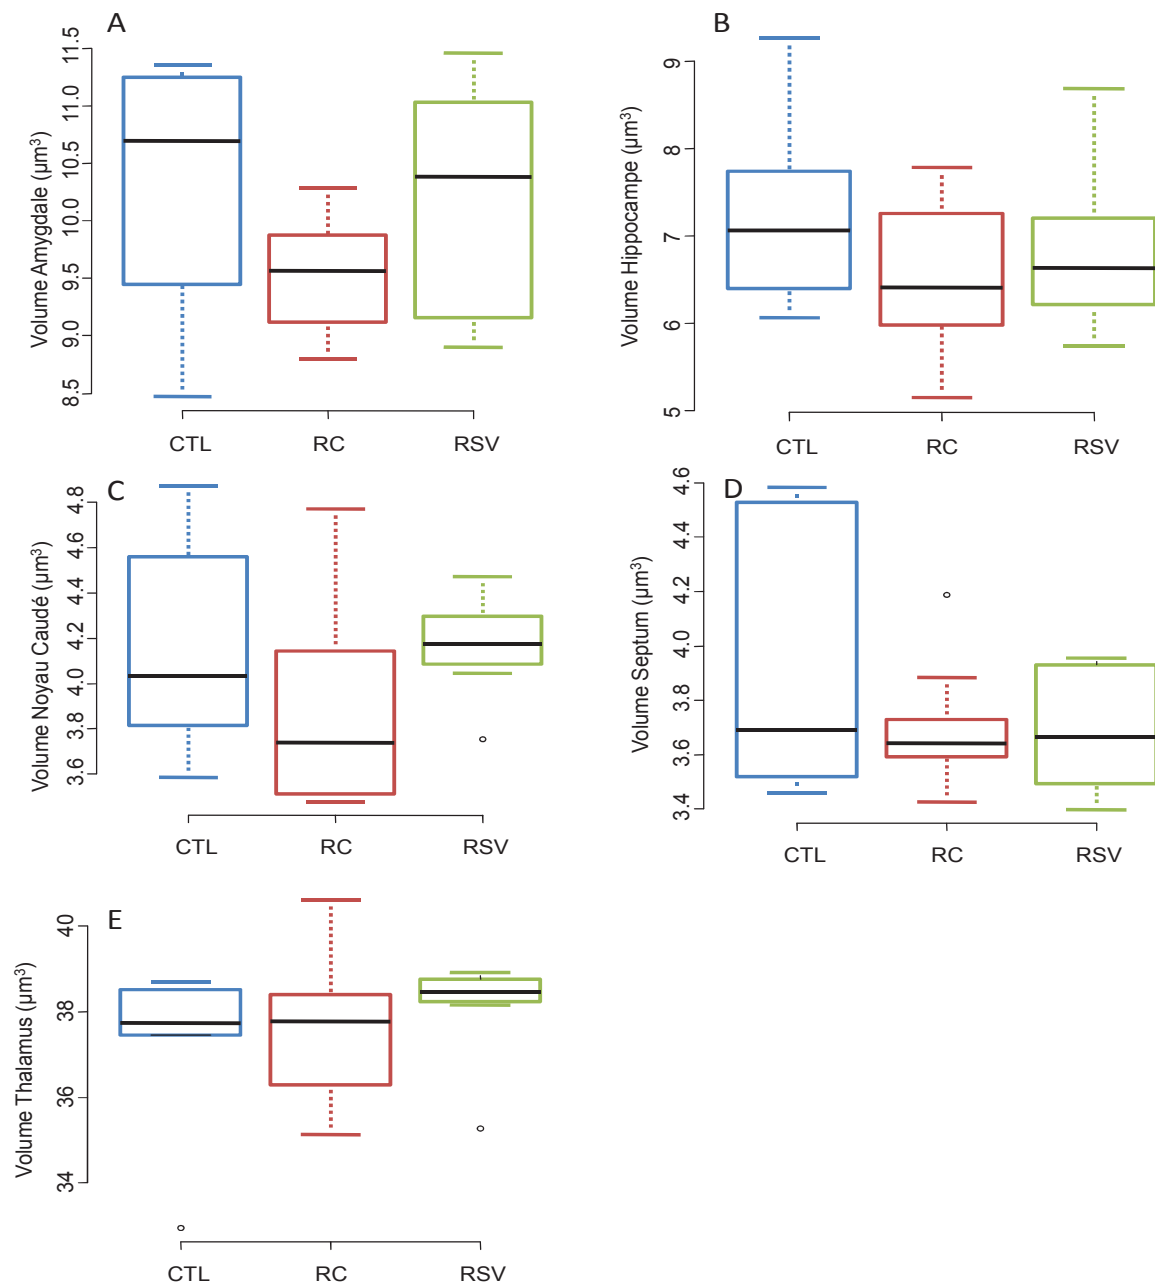 A
Volume Amygdale (μm³)
11.5
11.0
10.5
10.0
9.5
9.0
8.5
CTL RC RSV
B
Volume Hippocampe (μm³)
9
8
7
6
5
CTL RC RSV
C
Volume Noyau Caudé (μm³)
4.8
4.6
4.4
4.2
4.0
3.8
3.6
CTL RC RSV
D
Volume Septum (μm³)
4.6
4.4
4.2
4.0
3.8
3.6
3.4
CTL RC RSV
E
Volume Thalamus (μm³)
40
38
36
34
CTL RC RSV